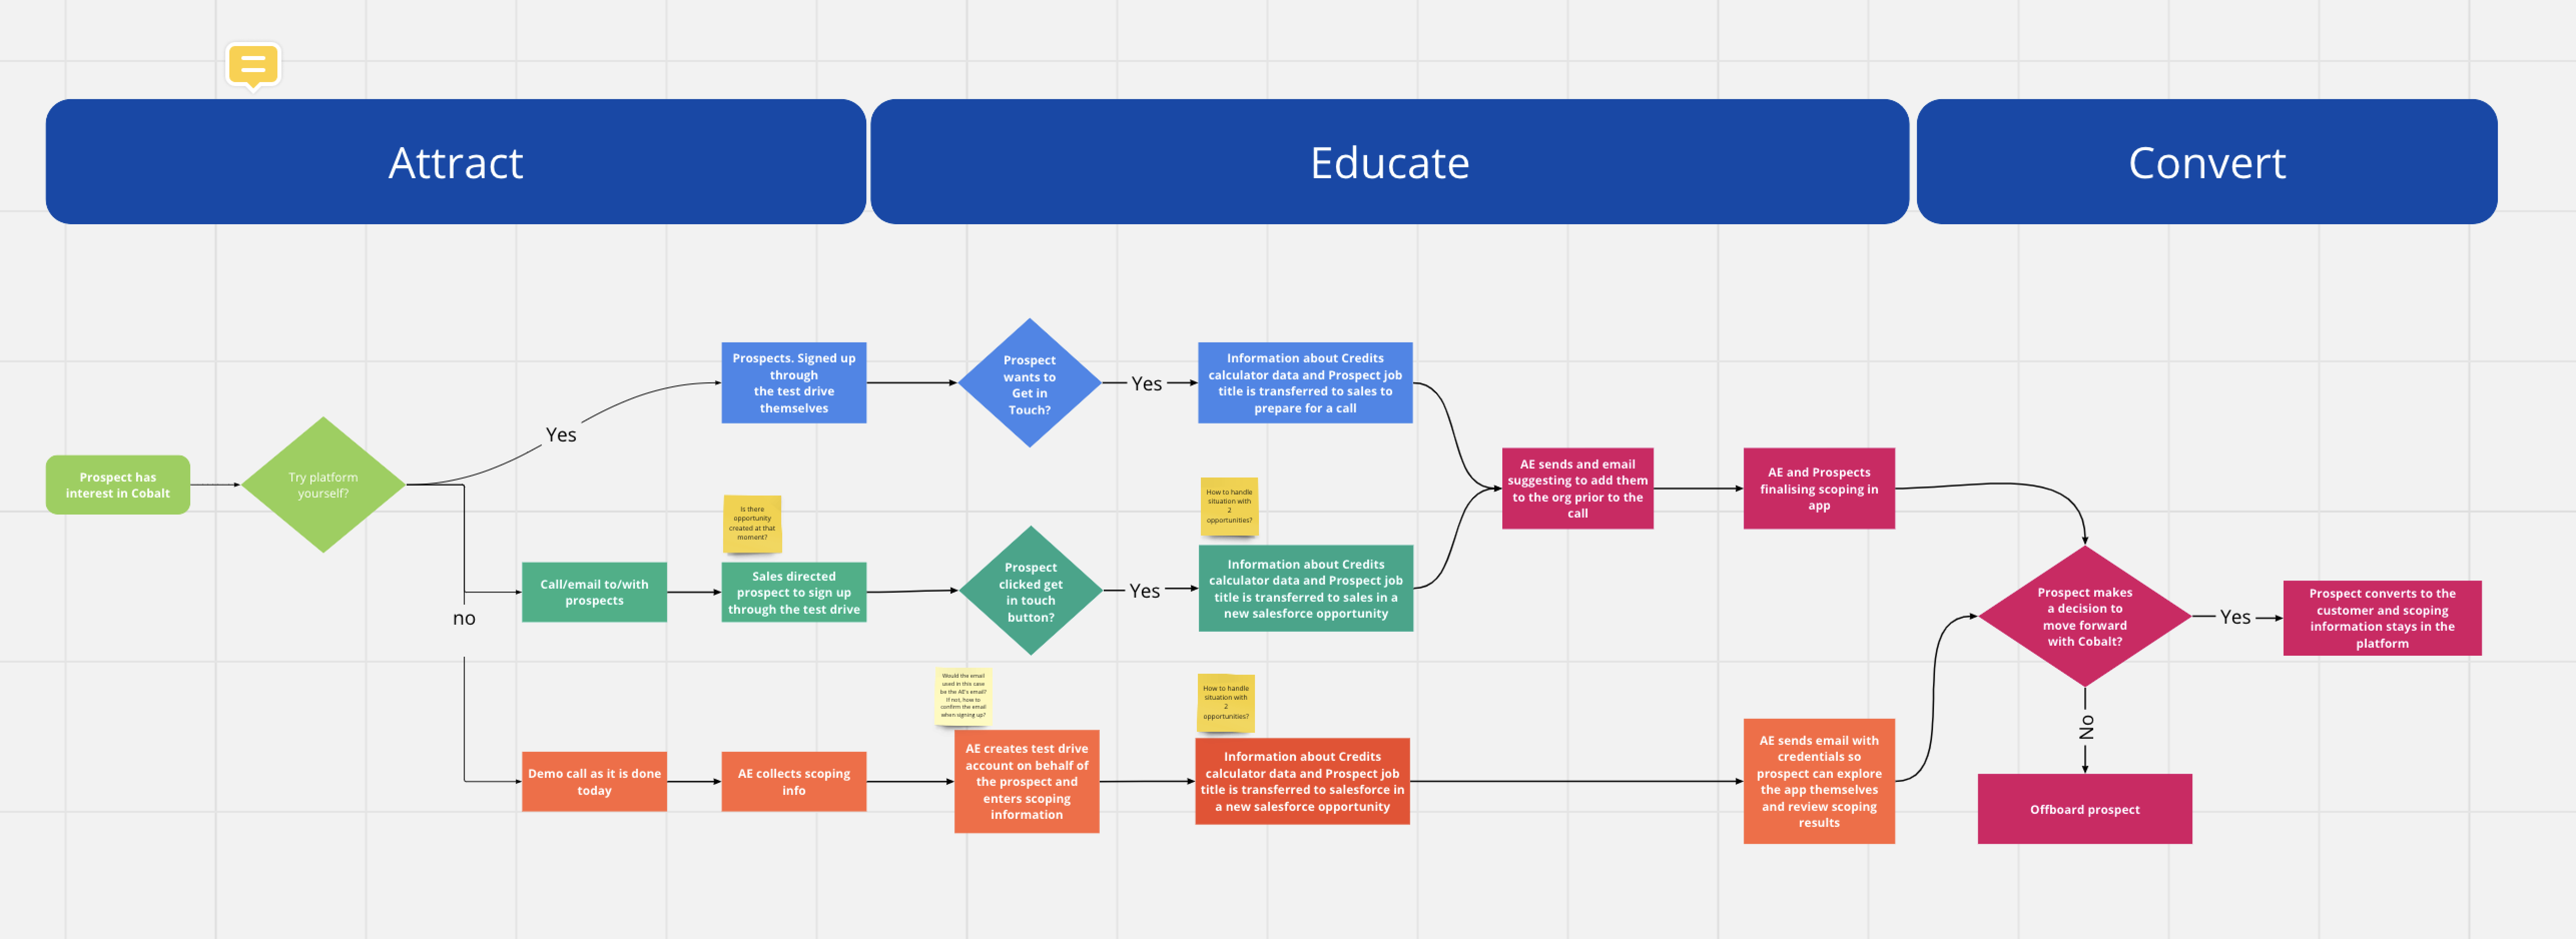 Attract
Educate
Convert
Prospect has
interest in Cobalt
Try platform
yourself?
Yes
Prospects. Signed up
through
the test drive
themselves
Prospect
wants to
Get in
Touch?
Yes
Information about Credits
calculator data and Prospect job
title is transferred to sales to
prepare for a call
no
Call/email to/with
prospects
Is there
opportunity
created at that
moment?
Sales directed
prospect to sign up
through the test drive
Prospect
clicked get
in touch
button?
Yes
How to handle
situation with
2
opportunities?
Information about Credits
calculator data and Prospect job
title is transferred to sales in a
new salesforce opportunity
AE sends and email
suggesting to add them
to the org prior to the
call
AE and Prospects
finalising scoping in
app
Demo call as it is done
today
AE collects scoping
info
Would the email
used in this case
be the AE's email?
If not, how to
confirm the email
when signing up?
AE creates test drive
account on behalf of
the prospect and
enters scoping
information
How to handle
situation with
2
opportunities?
Information about Credits
calculator data and Prospect job
title is transferred to salesforce in
a new salesforce opportunity
AE sends email with
credentials so
prospect can explore
the app themselves
and review scoping
results
Prospect makes
a decision to
move forward
with Cobalt?
Yes
Prospect converts to the
customer and scoping
information stays in the
platform
No
Offboard prospect